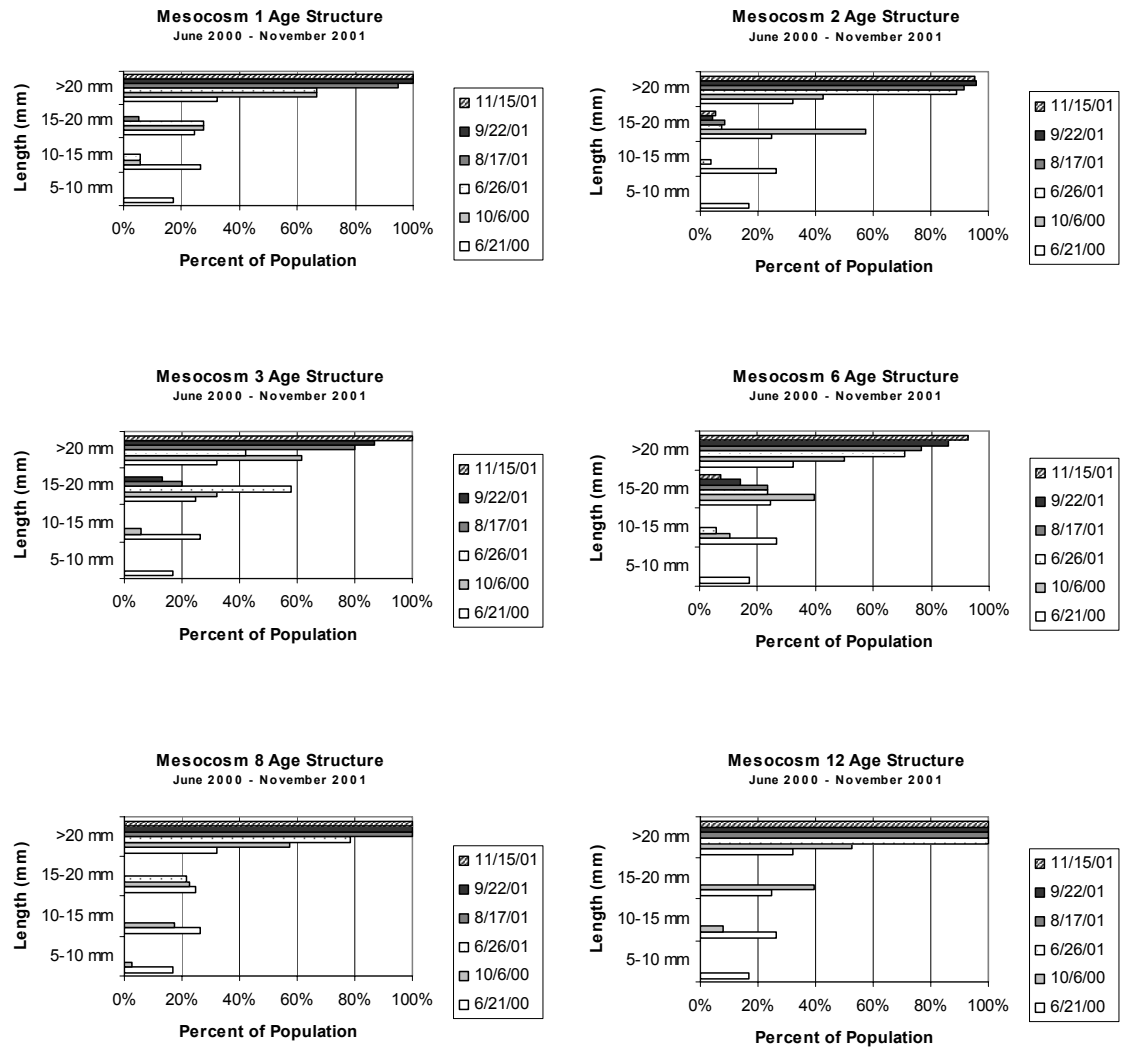 Mesocosm 1 Age Structure
June 2000 - November 2001
Length (mm)
>20 mm
15-20 mm
10-15 mm
5-10 mm
0% 20% 40% 60% 80% 100%
Percent of Population
11/15/01
9/22/01
8/17/01
6/26/01
10/6/00
6/21/00
Mesocosm 2 Age Structure
June 2000 - November 2001
Length (mm)
>20 mm
15-20 mm
10-15 mm
5-10 mm
0% 20% 40% 60% 80% 100%
Percent of Population
11/15/01
9/22/01
8/17/01
6/26/01
10/6/00
6/21/00
Mesocosm 3 Age Structure
June 2000 - November 2001
Length (mm)
>20 mm
15-20 mm
10-15 mm
5-10 mm
0% 20% 40% 60% 80% 100%
Percent of Population
11/15/01
9/22/01
8/17/01
6/26/01
10/6/00
6/21/00
Mesocosm 6 Age Structure
June 2000 - November 2001
Length (mm)
>20 mm
15-20 mm
10-15 mm
5-10 mm
0% 20% 40% 60% 80% 100%
Percent of Population
11/15/01
9/22/01
8/17/01
6/26/01
10/6/00
6/21/00
Mesocosm 8 Age Structure
June 2000 - November 2001
Length (mm)
>20 mm
15-20 mm
10-15 mm
5-10 mm
0% 20% 40% 60% 80% 100%
Percent of Population
11/15/01
9/22/01
8/17/01
6/26/01
10/6/00
6/21/00
Mesocosm 12 Age Structure
June 2000 - November 2001
Length (mm)
>20 mm
15-20 mm
10-15 mm
5-10 mm
0% 20% 40% 60% 80% 100%
Percent of Population
11/15/01
9/22/01
8/17/01
6/26/01
10/6/00
6/21/00